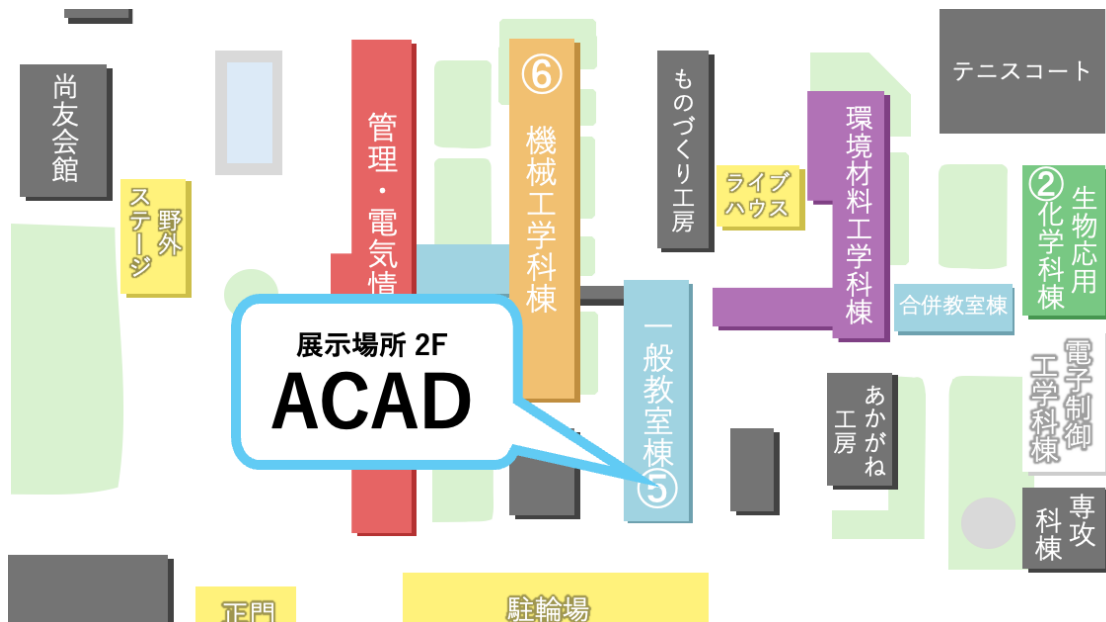 尚友会館
野外
ステージ
管理・電気情
⑥
機械工学科棟
ものづくり工房
ライブ
ハウス
環境材料工学科棟
テニスコート
②
生物応用
化学科棟
合併教室棟
電子制御
工学科棟
あかがね
工房
専攻
科棟
一般教室棟
⑤
展示場所 2F
ACAD
正門
駐輪場